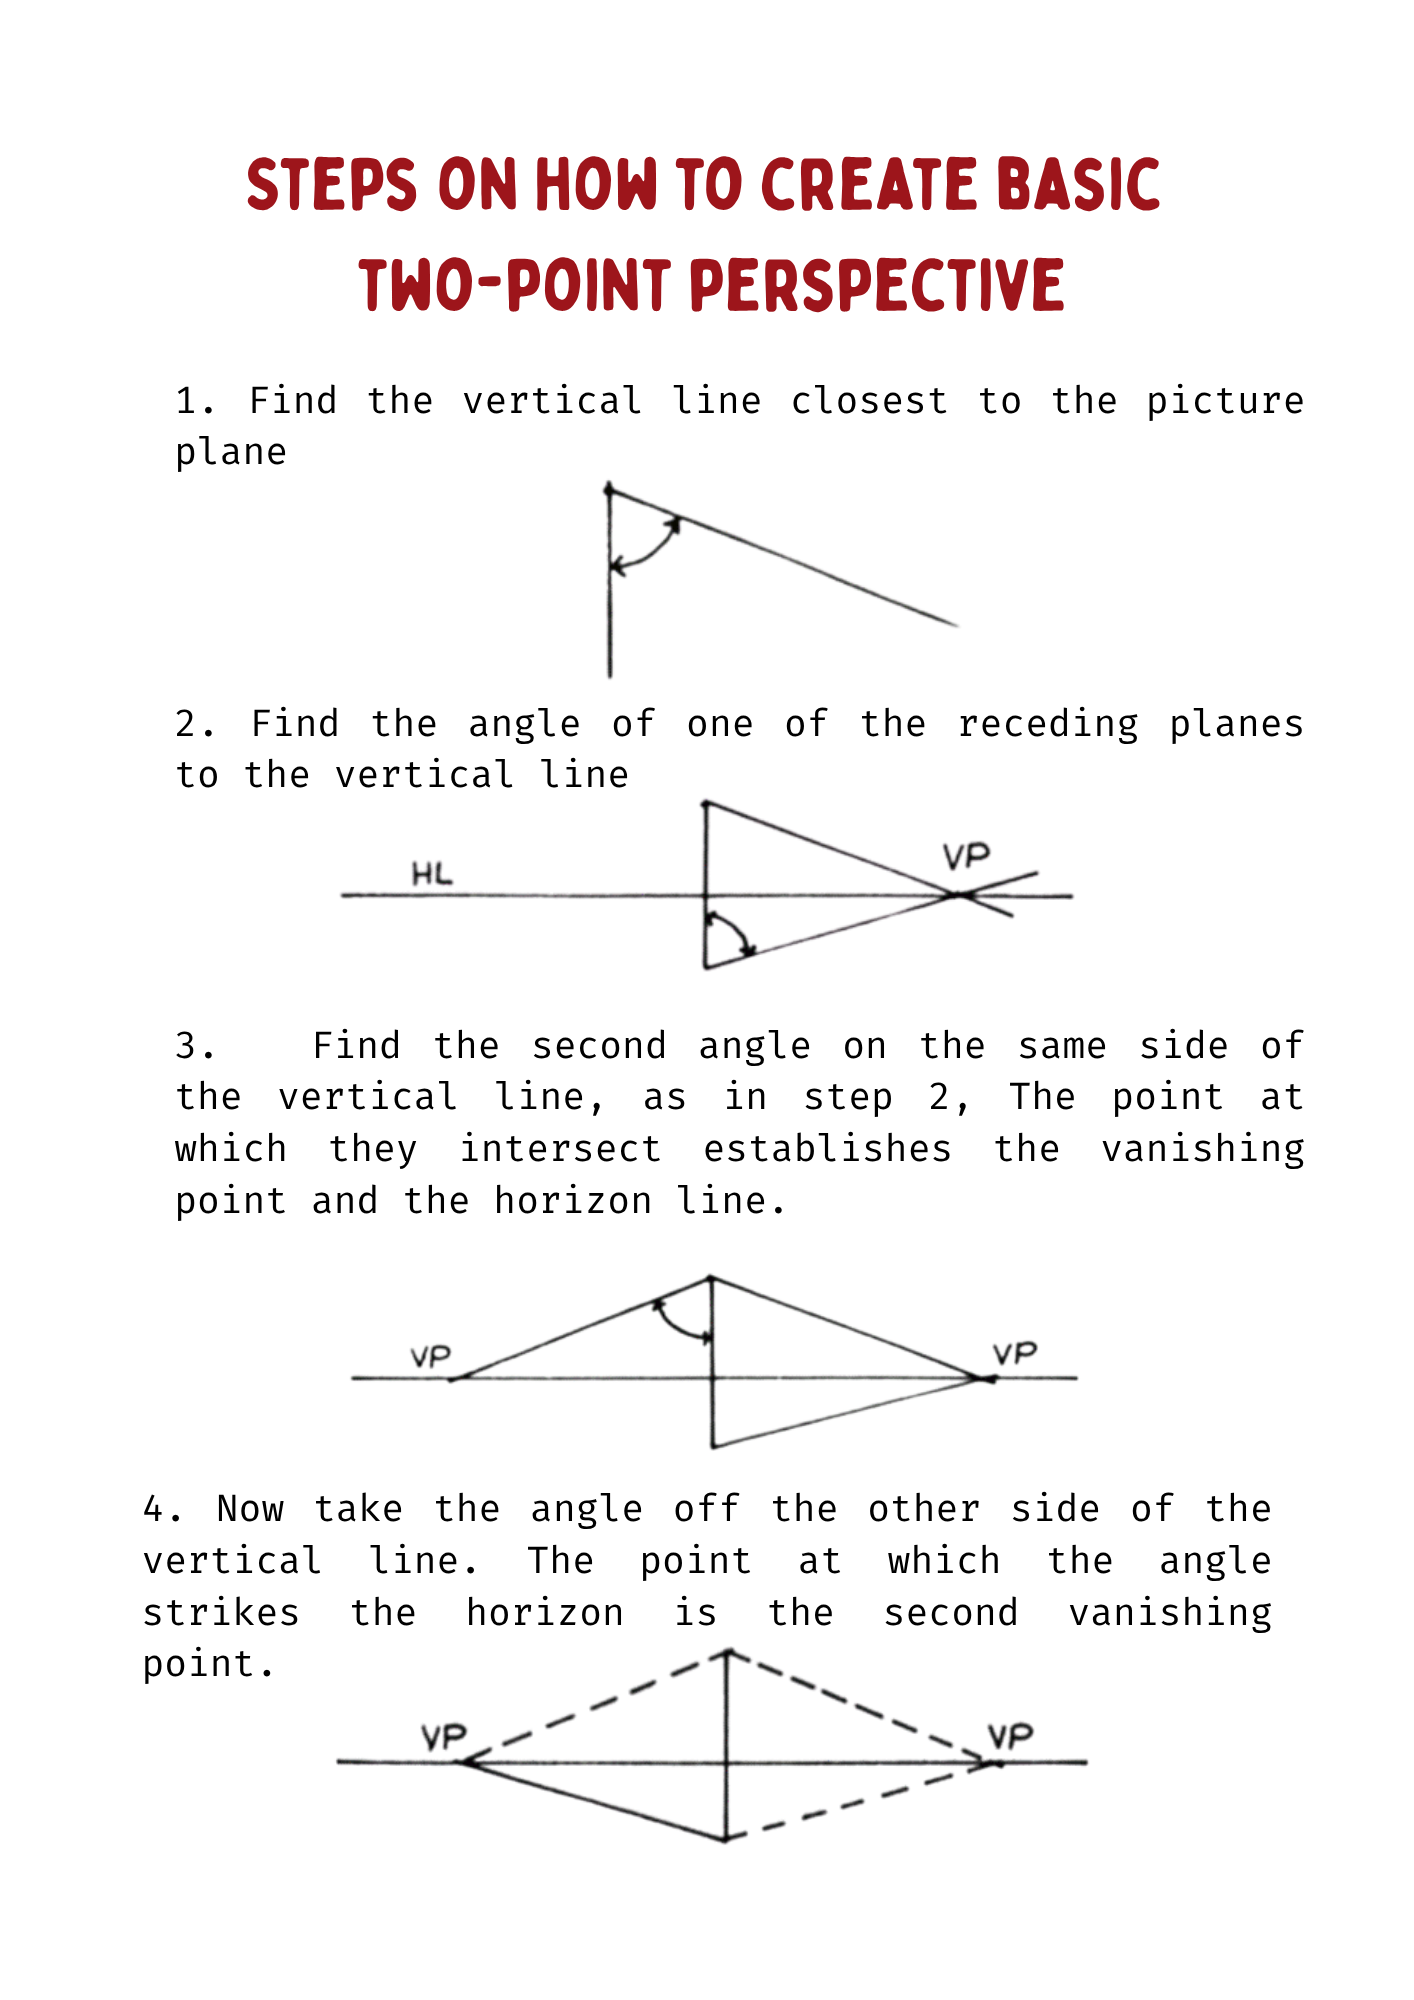 STEPS ON HOW TO CREATE BASIC
TWO-POINT PERSPECTIVE
1. Find the vertical line closest to the picture
plane
2. Find the angle of one of the receding planes
to the vertical line
HL
VP
3. Find the second angle on the same side of
the vertical line, as in step 2, The point at
which they intersect establishes the vanishing
point and the horizon line.
VP
VP
4. Now take the angle off the other side of the
vertical line. The point at which the angle
strikes the horizon is the second vanishing
point.
VP
VP